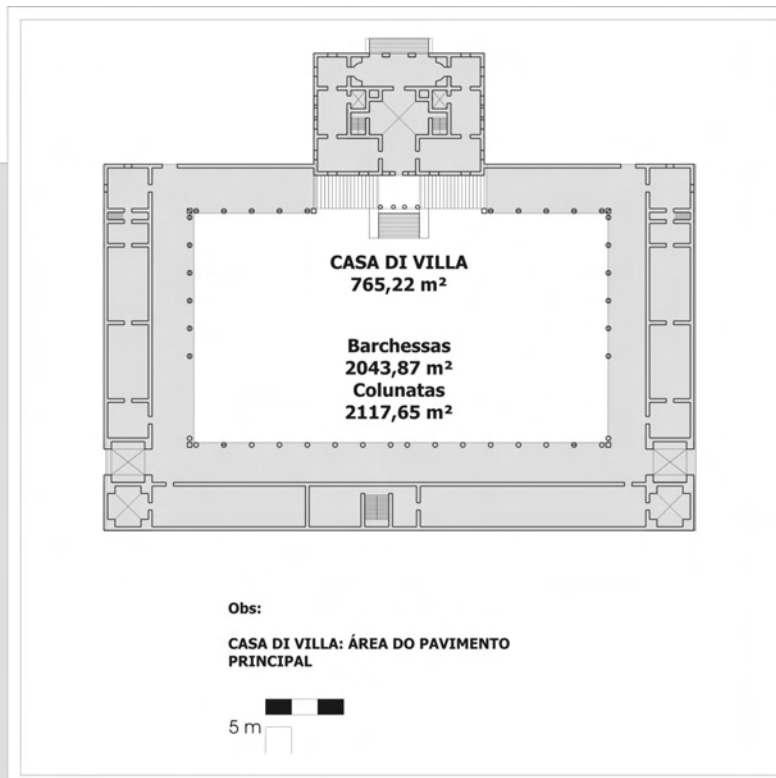 CASA DI VILLA
765,22 m²
Barchessas
2043,87 m²
Colunatas
2117,65 m²
Obs:
CASA DI VILLA: ÁREA DO PAVIMENTO
PRINCIPAL
5 m